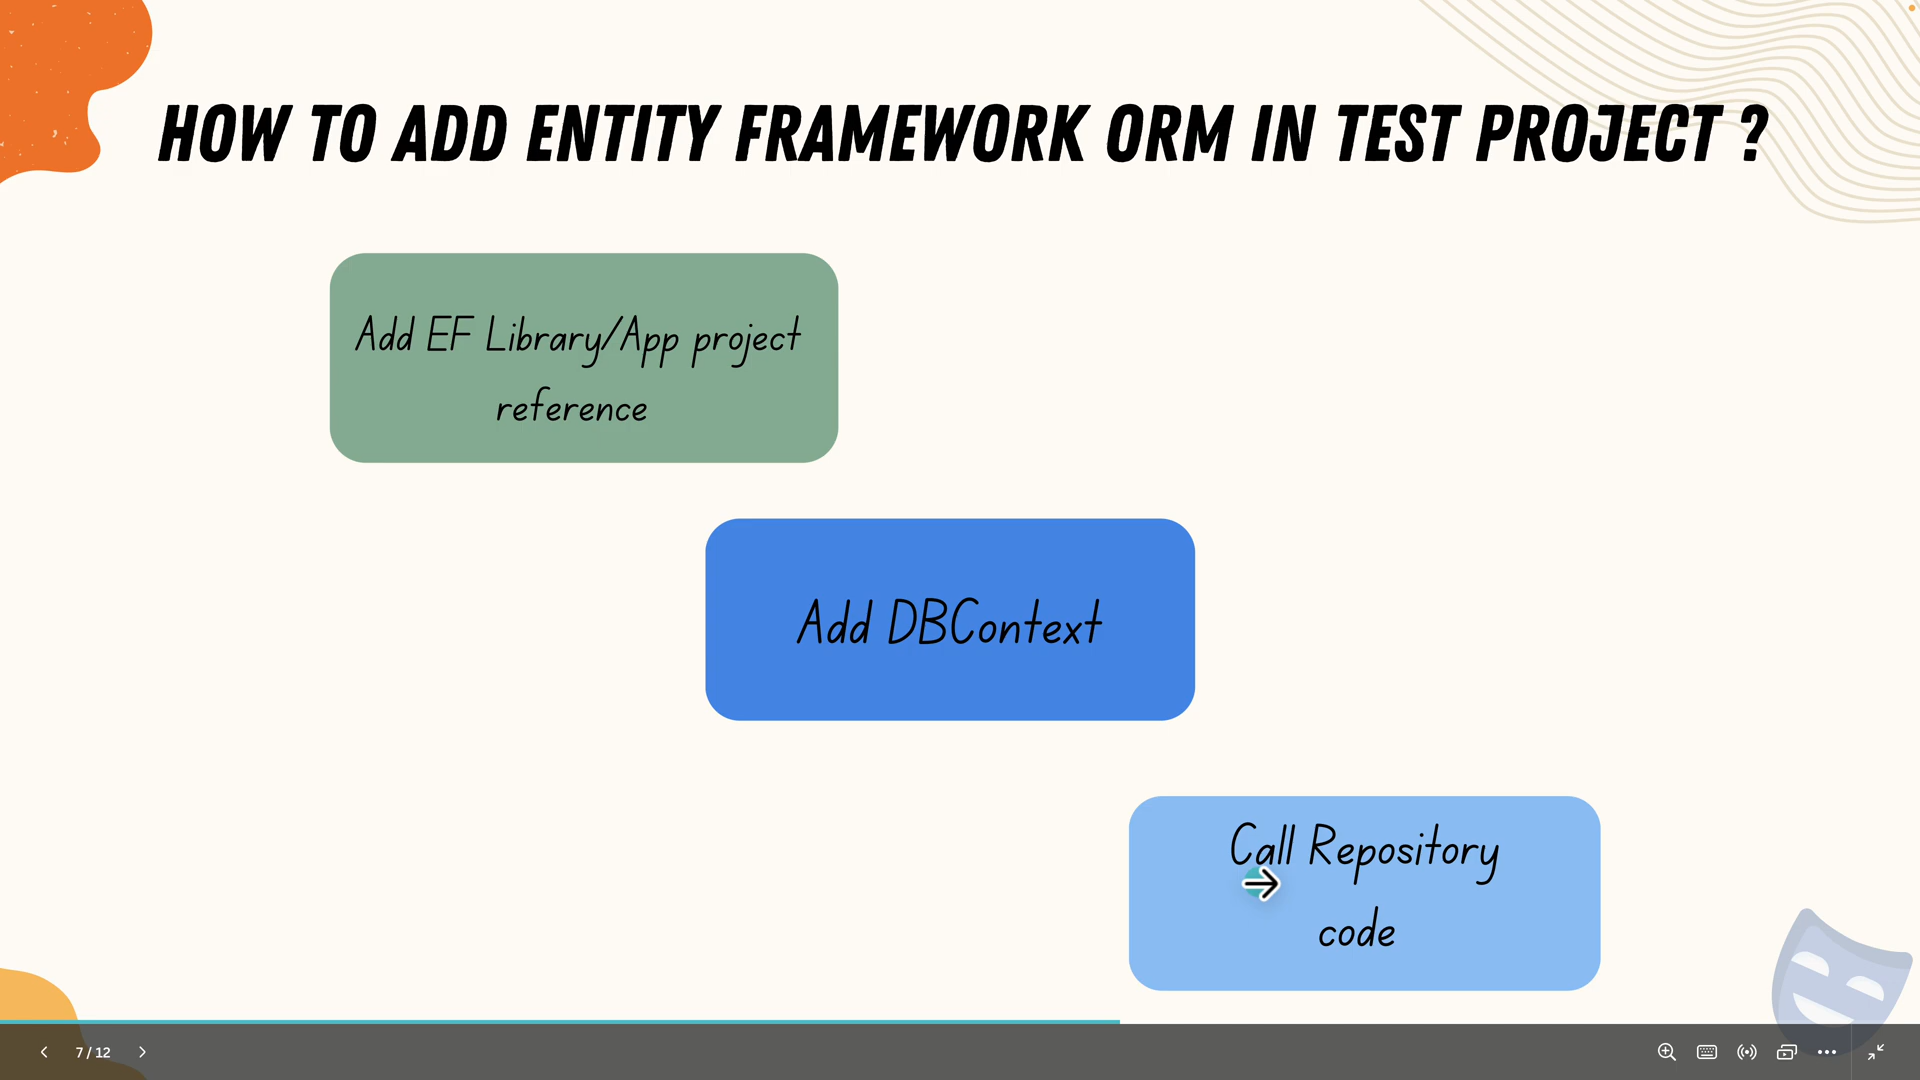 HOW TO ADD ENTITY FRAMEWORK ORM IN TEST PROJECT ?
Add EF Library/App project
reference
Add DBContext
Call Repository
code
7 / 12